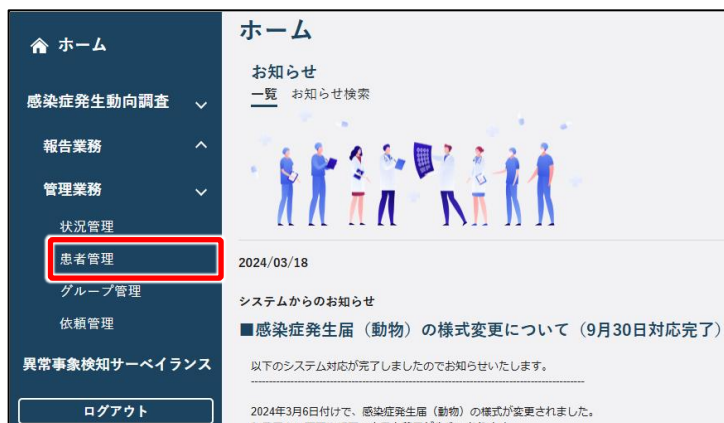 ホーム
感染症発生動向調査
報告業務
管理業務
状況管理
患者管理
グループ管理
依頼管理
異常事象検知サーベイランス
ログアウト
ホーム
お知らせ
一覧 お知らせ検索
2024/03/18
システムからのお知らせ
■感染症発生届（動物）の様式変更について（9月30日対応完了）
以下のシステム対応が完了しましたのでお知らせいたします。
2024年3月6日付けで、感染症発生届（動物）の様式が変更されました。